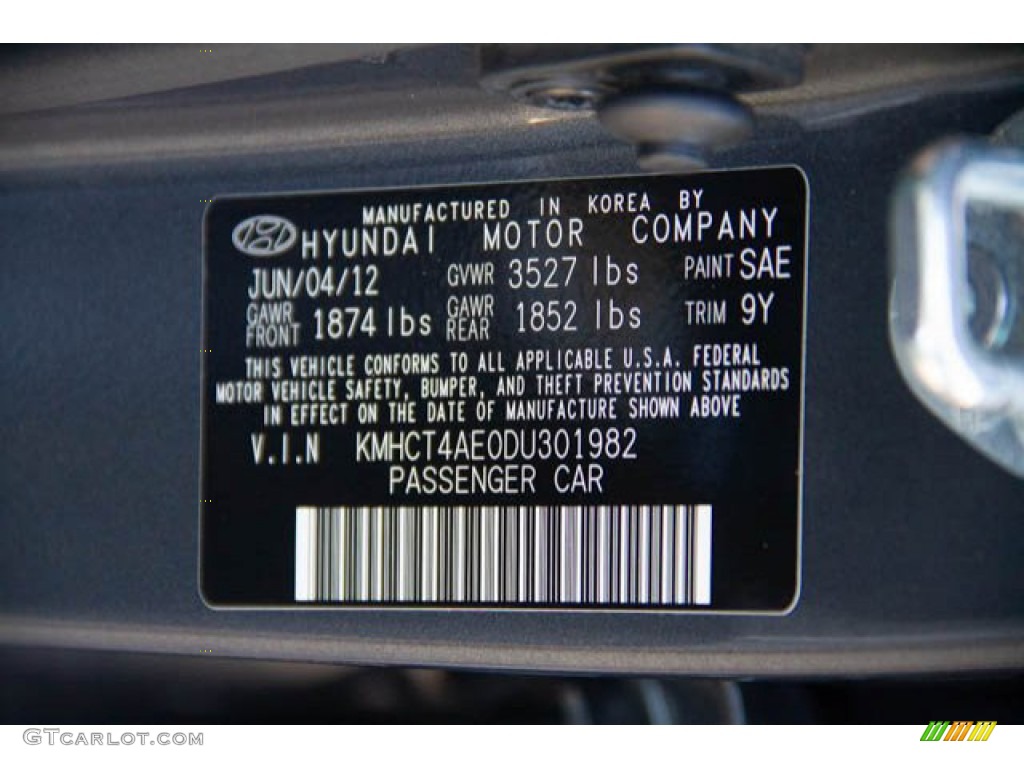 MANUFACTURED IN KOREA BY
HYUNDAI MOTOR COMPANY
JUN/04/12 GVWR 3527 lbs PAINT SAE
GAWR FRONT 1874 lbs GAWR REAR 1852 lbs TRIM 9Y
THIS VEHICLE CONFORMS TO ALL APPLICABLE U.S.A. FEDERAL
MOTOR VEHICLE SAFETY, BUMPER, AND THEFT PREVENTION STANDARDS
IN EFFECT ON THE DATE OF MANUFACTURE SHOWN ABOVE
V.I.N KMHCT4AE0DU301982
PASSENGER CAR
GTCarlot.com